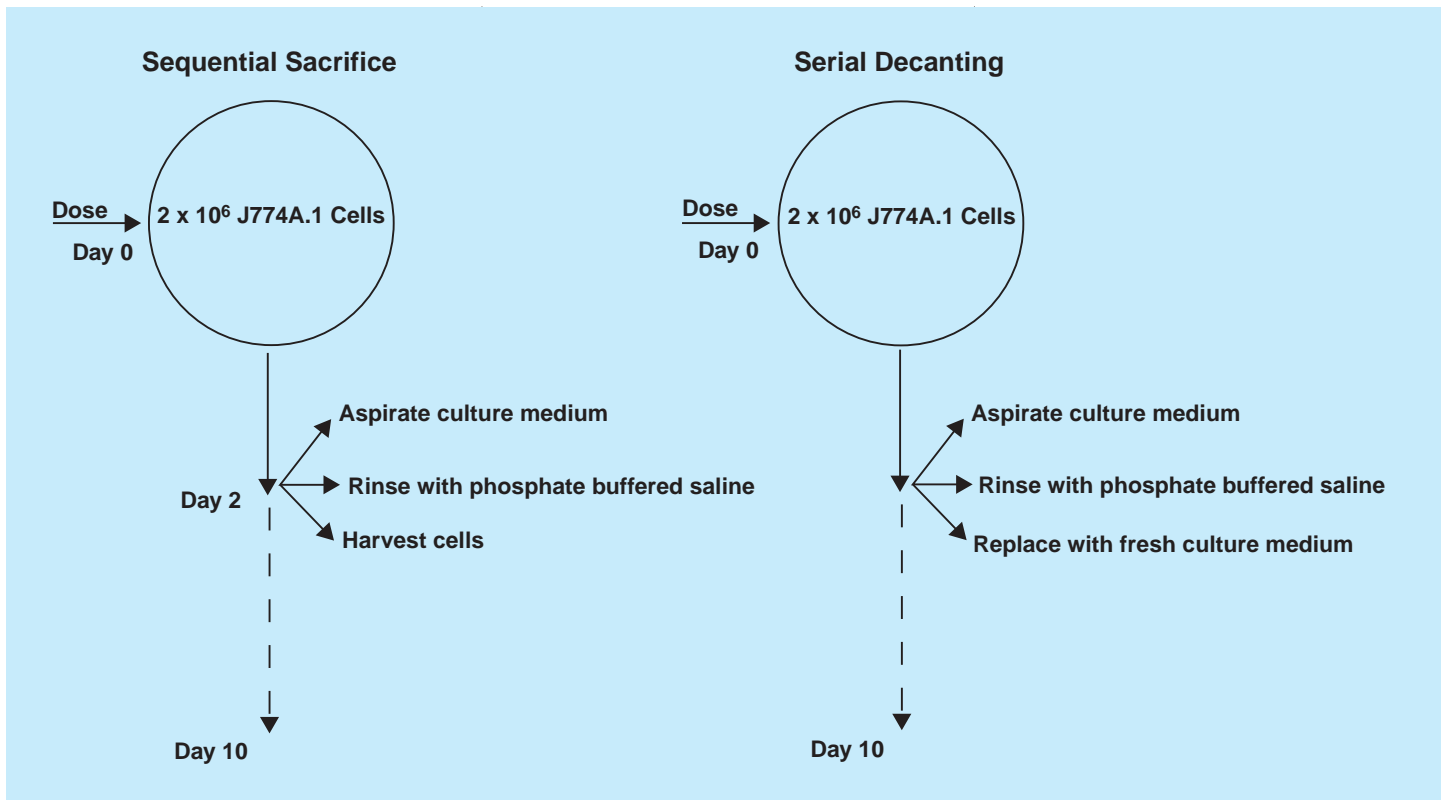 Sequential Sacrifice
Dose
Day 0
2 x 10⁶ J774A.1 Cells
Aspirate culture medium
Day 2
Rinse with phosphate buffered saline
Harvest cells
Day 10
Serial Decanting
Dose
Day 0
2 x 10⁶ J774A.1 Cells
Aspirate culture medium
Rinse with phosphate buffered saline
Replace with fresh culture medium
Day 10